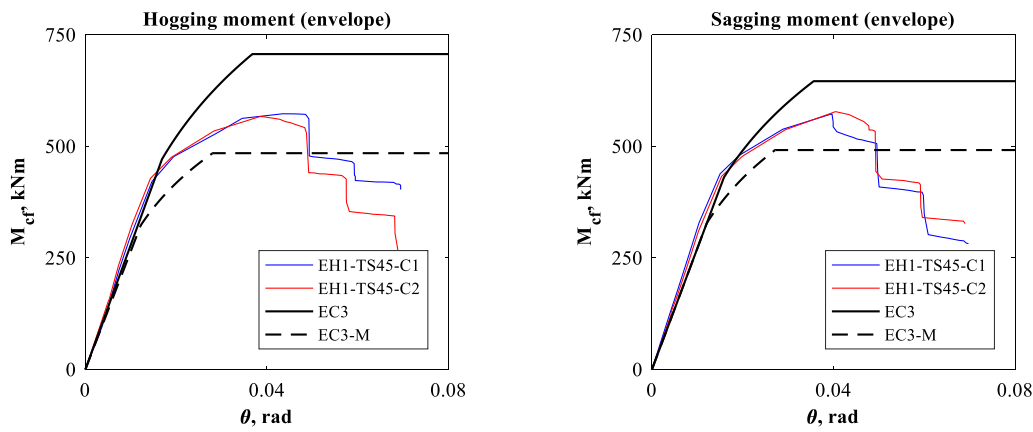 Hogging moment (envelope)
750
500
250
0
M_cf, kNm
0
0.04
0.08
θ, rad
EH1-TS45-C1
EH1-TS45-C2
EC3
EC3-M
Sagging moment (envelope)
750
500
250
0
M_cf, kNm
0
0.04
0.08
θ, rad
EH1-TS45-C1
EH1-TS45-C2
EC3
EC3-M